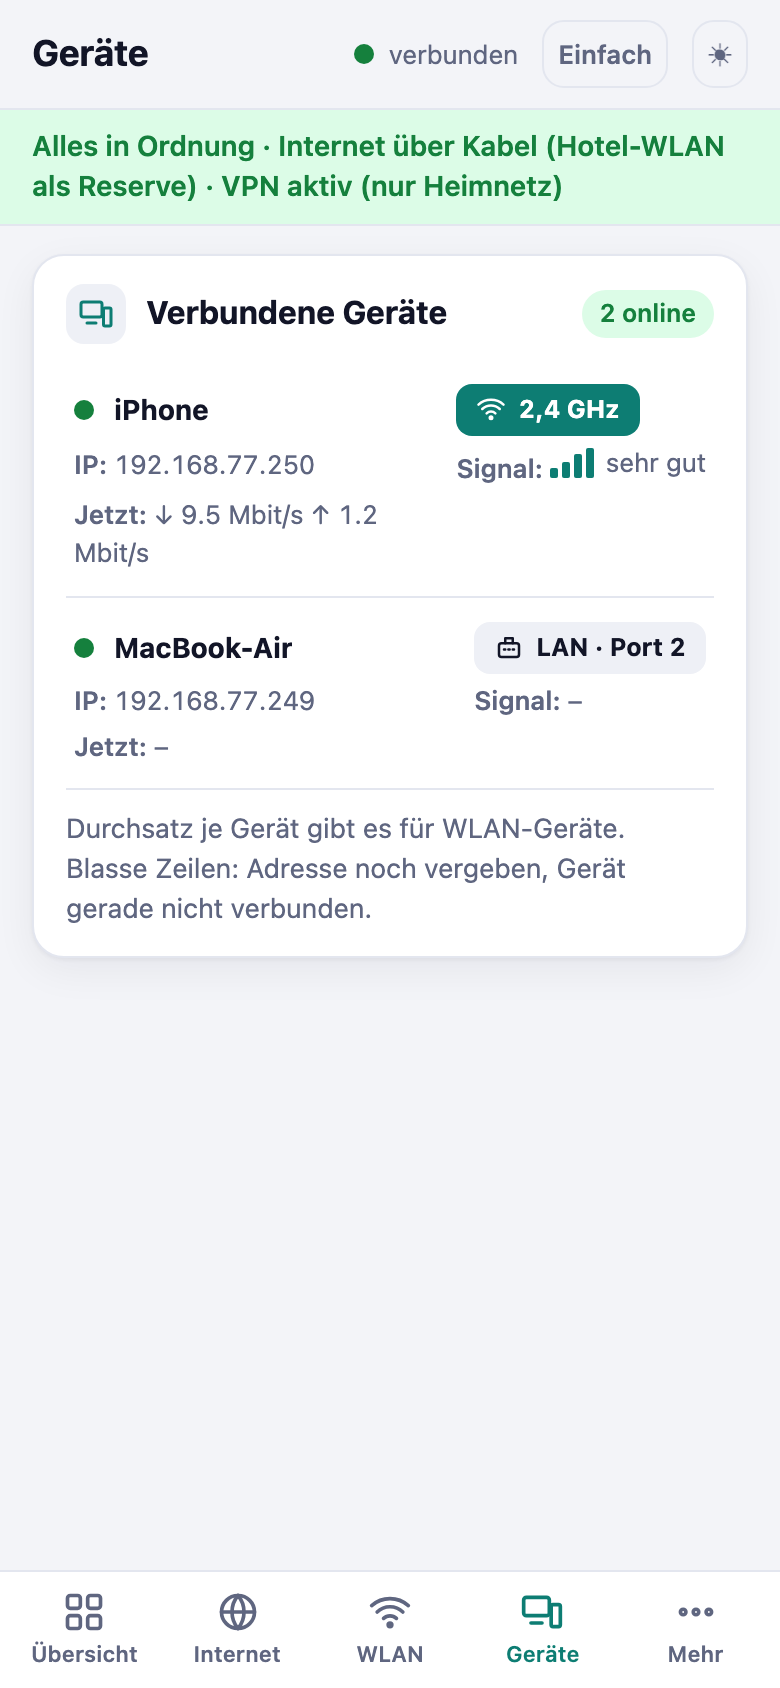 Geräte
verbunden
Einfach
Alles in Ordnung · Internet über Kabel (Hotel-WLAN
als Reserve) · VPN aktiv (nur Heimnetz)
Verbundene Geräte
2 online
iPhone
2,4 GHz
IP: 192.168.77.250
Signal: sehr gut
Jetzt: ↓ 9.5 Mbit/s ↑ 1.2
Mbit/s
MacBook-Air
LAN · Port 2
IP: 192.168.77.249
Signal: –
Jetzt: –
Durchsatz je Gerät gibt es für WLAN-Geräte.
Blasse Zeilen: Adresse noch vergeben, Gerät
gerade nicht verbunden.
Übersicht
Internet
WLAN
Geräte
Mehr